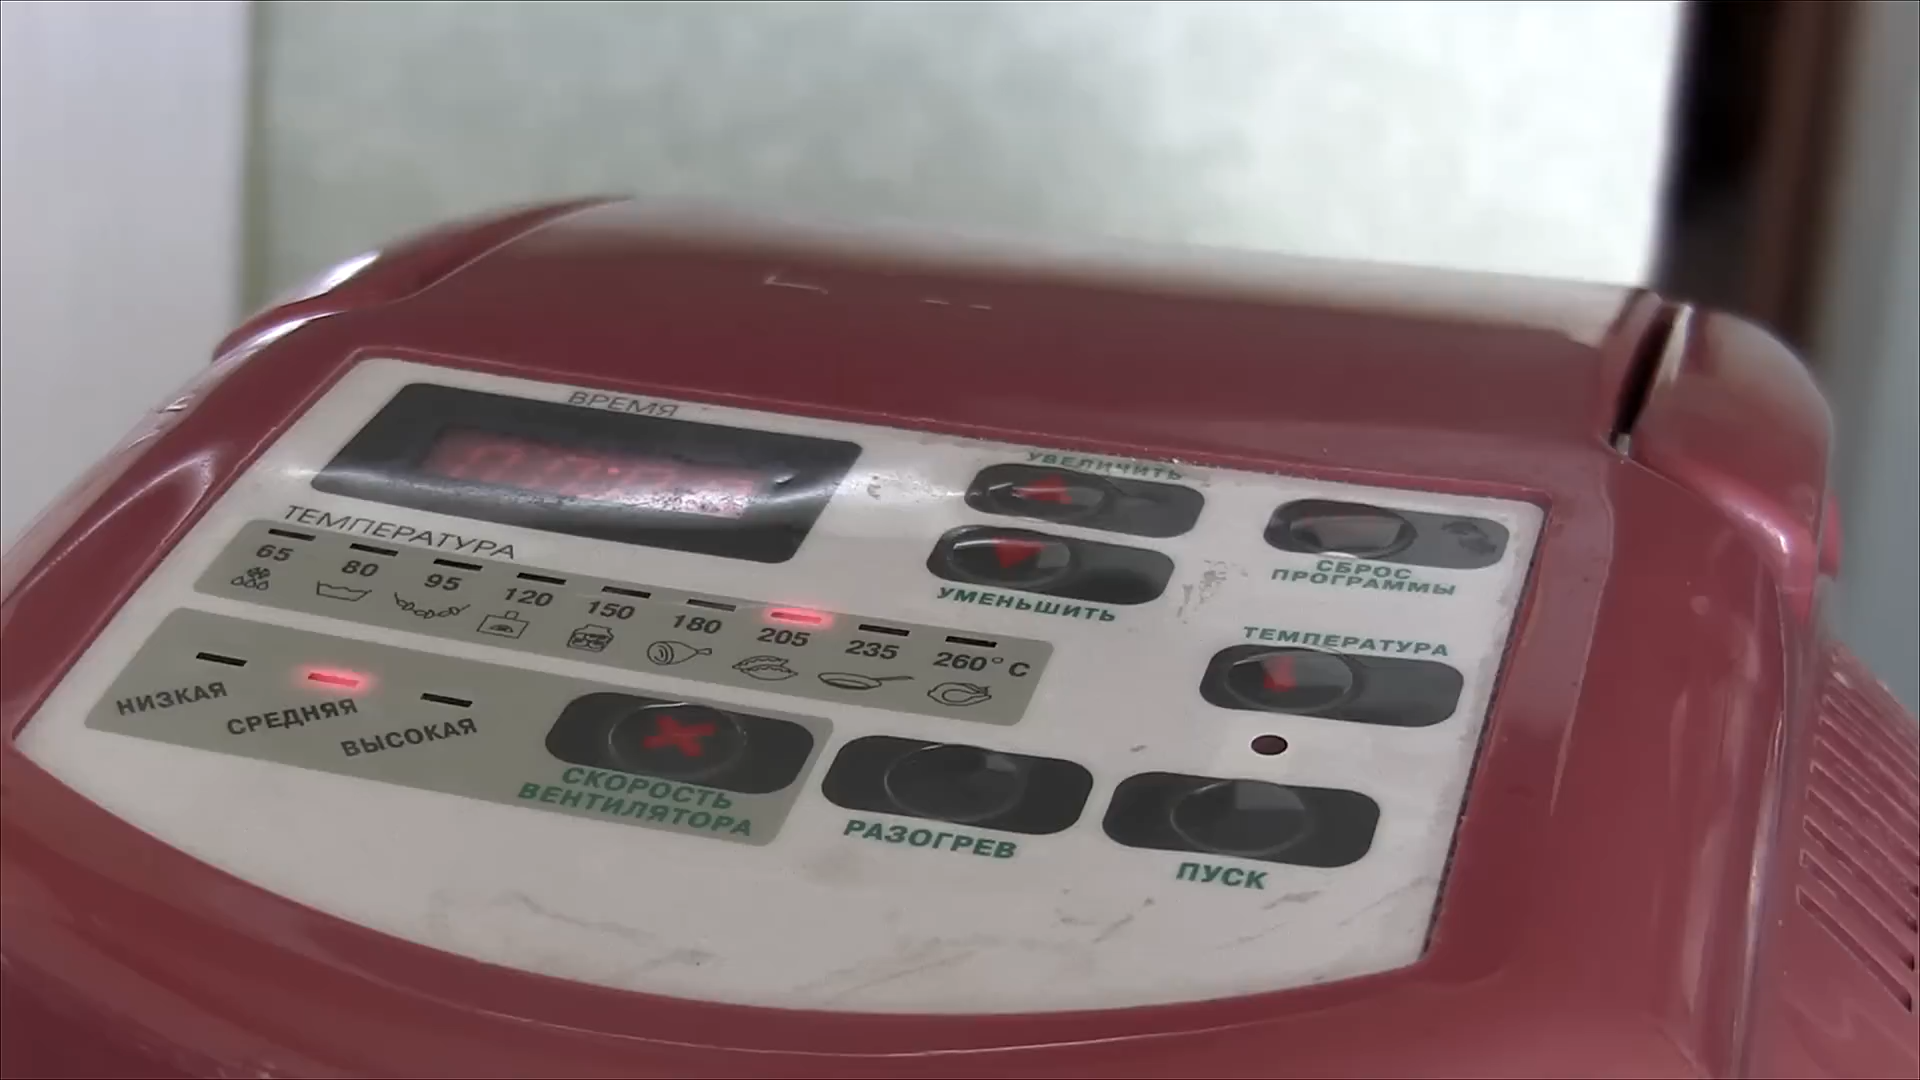 ВРЕМЯ
УВЕЛИЧИТЬ
УМЕНЬШИТЬ
СБРОС
ПРОГРАММЫ
ТЕМПЕРАТУРА
65 80 95 120 150 180 205 235 260°C
ТЕМПЕРАТУРА
НИЗКАЯ СРЕДНЯЯ ВЫСОКАЯ
СКОРОСТЬ
ВЕНТИЛЯТОРА
РАЗОГРЕВ
ПУСК